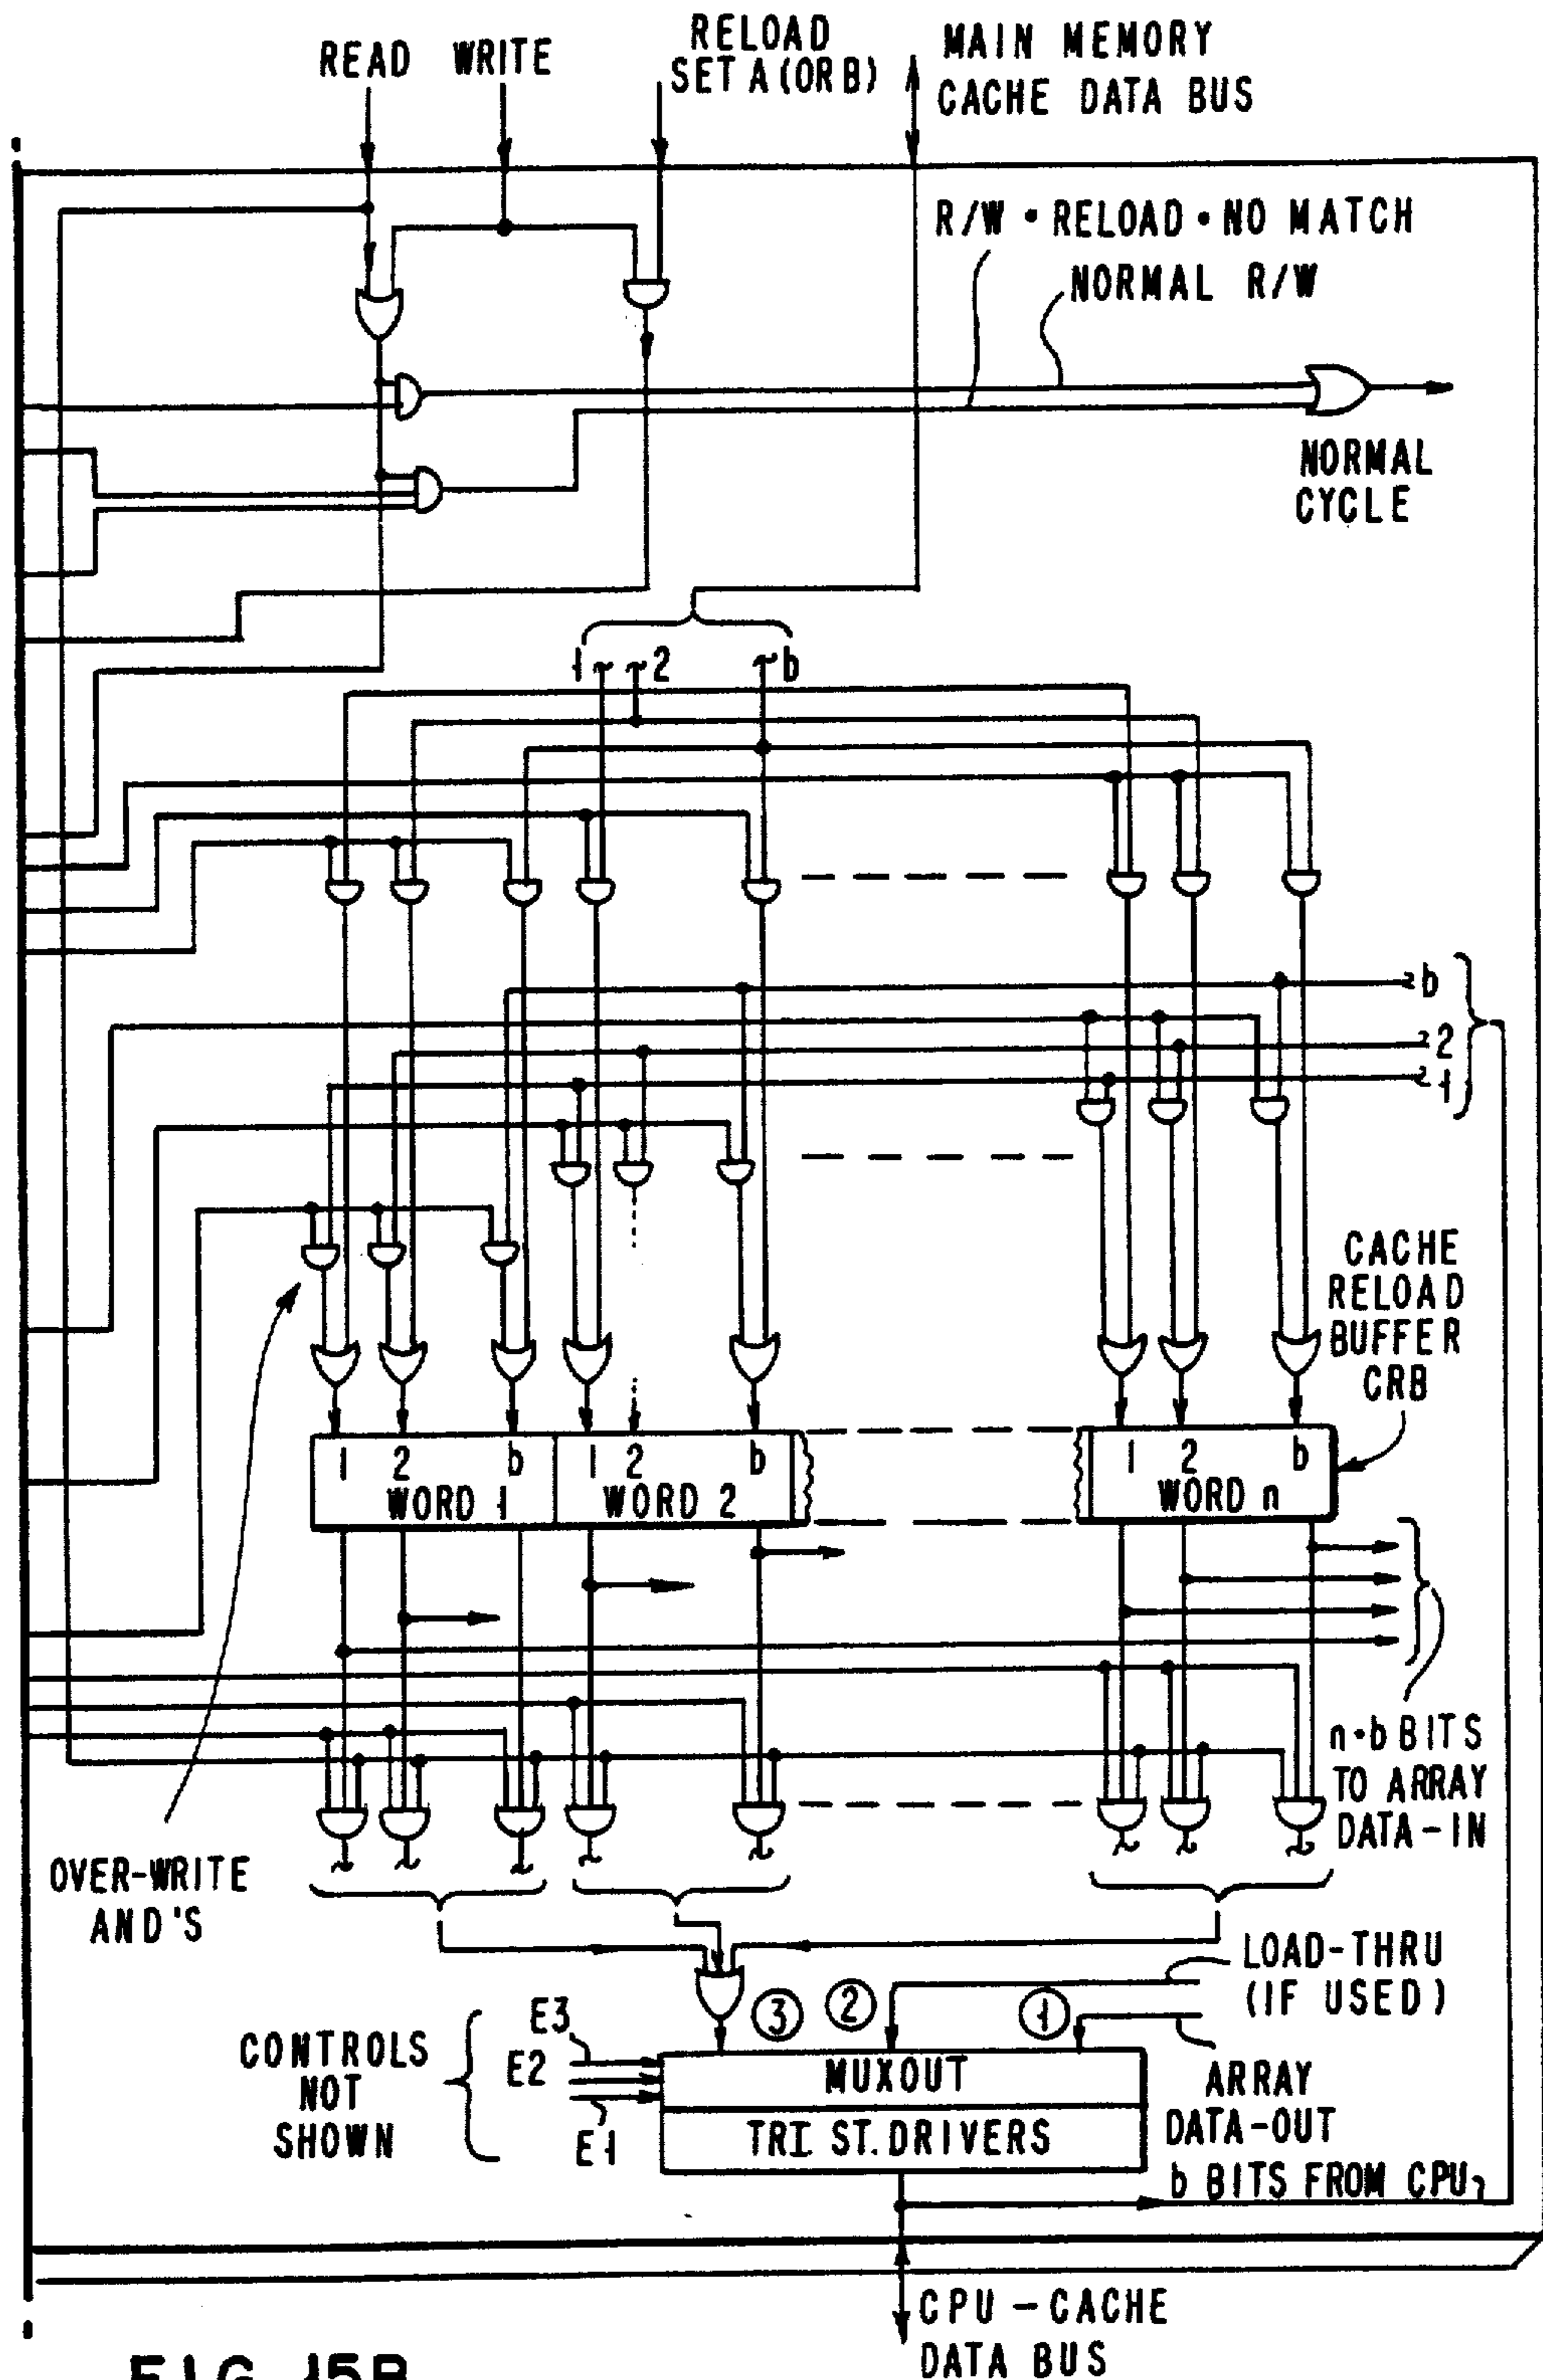 READ WRITE
RELOAD
SET A (OR B)
MAIN MEMORY
CACHE DATA BUS
R/W • RELOAD • NO MATCH
NORMAL R/W
NORMAL
CYCLE
1 2 b
b
2
1
CACHE
RELOAD
BUFFER
CRB
1 2 b 1 2 b 1 2 b
WORD 1 WORD 2 WORD n
n•b BITS
TO ARRAY
DATA-IN
OVER-WRITE
AND'S
LOAD-THRU
(IF USED)
3 2 1
CONTROLS
NOT
SHOWN
E3
E2
E1
MUXOUT
TRI ST. DRIVERS
ARRAY
DATA-OUT
b BITS FROM CPU
CPU - CACHE
DATA BUS
FIG. 15B